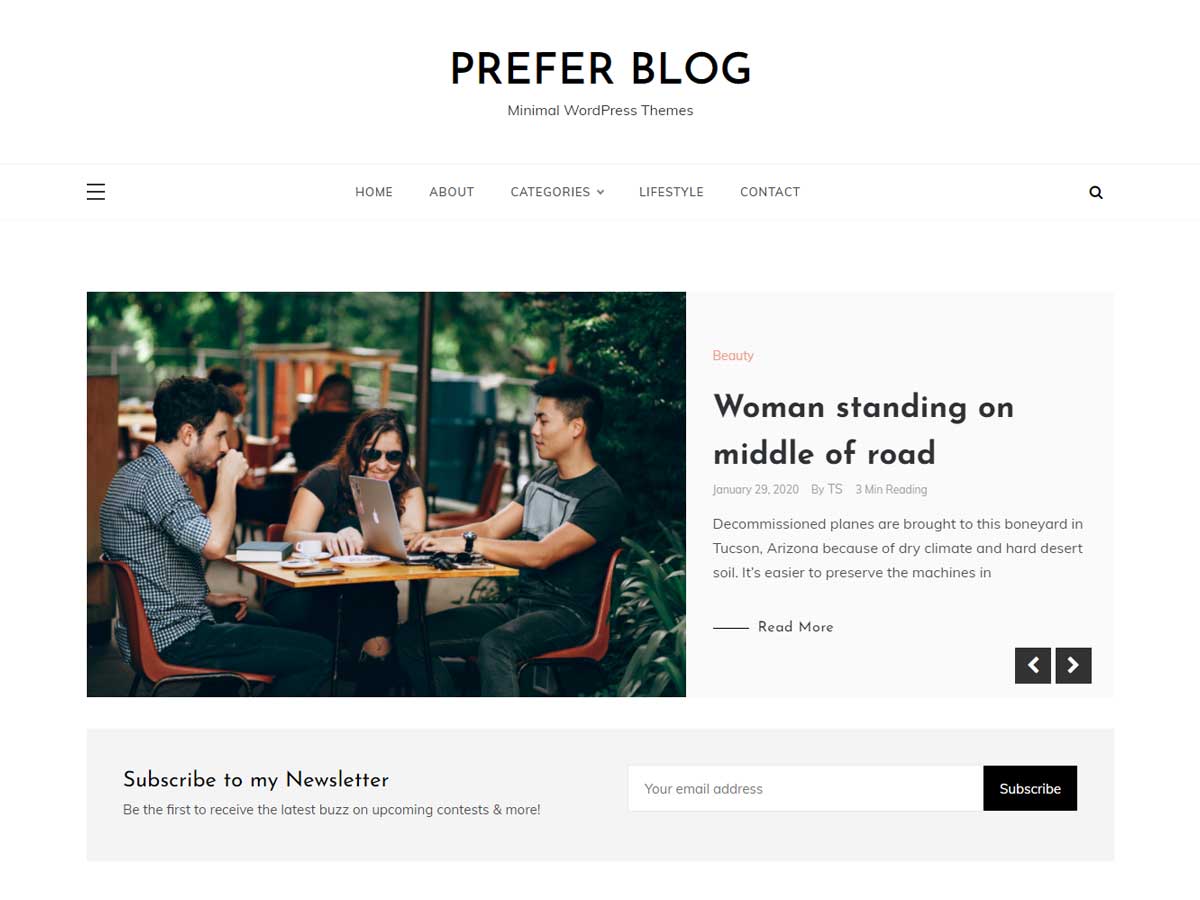 PREFER BLOG
Minimal WordPress Themes
HOME ABOUT CATEGORIES LIFESTYLE CONTACT
Beauty
Woman standing on
middle of road
January 29, 2020 By TS 3 Min Reading
Decommissioned planes are brought to this boneyard in
Tucson, Arizona because of dry climate and hard desert
soil. It's easier to preserve the machines in
Read More
Subscribe to my Newsletter
Be the first to receive the latest buzz on upcoming contests & more!
Your email address
Subscribe